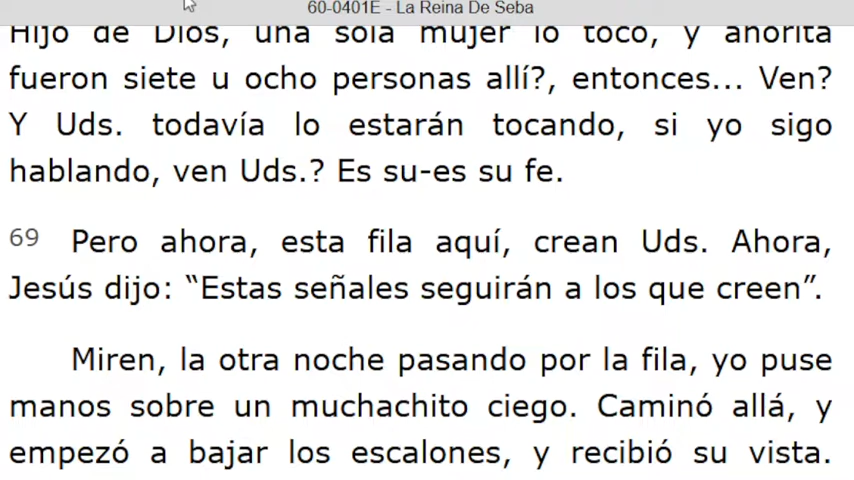 60-0401E - La Reina De Seba
Hijo de Dios, una sola mujer lo tocó, y ahorita
fueron siete u ocho personas allí?, entonces... Ven?
Y Uds. todavía lo estarán tocando, si yo sigo
hablando, ven Uds.? Es su-es su fe.
69 Pero ahora, esta fila aquí, crean Uds. Ahora,
Jesús dijo: “Estas señales seguirán a los que creen”.
Miren, la otra noche pasando por la fila, yo puse
manos sobre un muchachito ciego. Caminó allá, y
empezó a bajar los escalones, y recibió su vista.